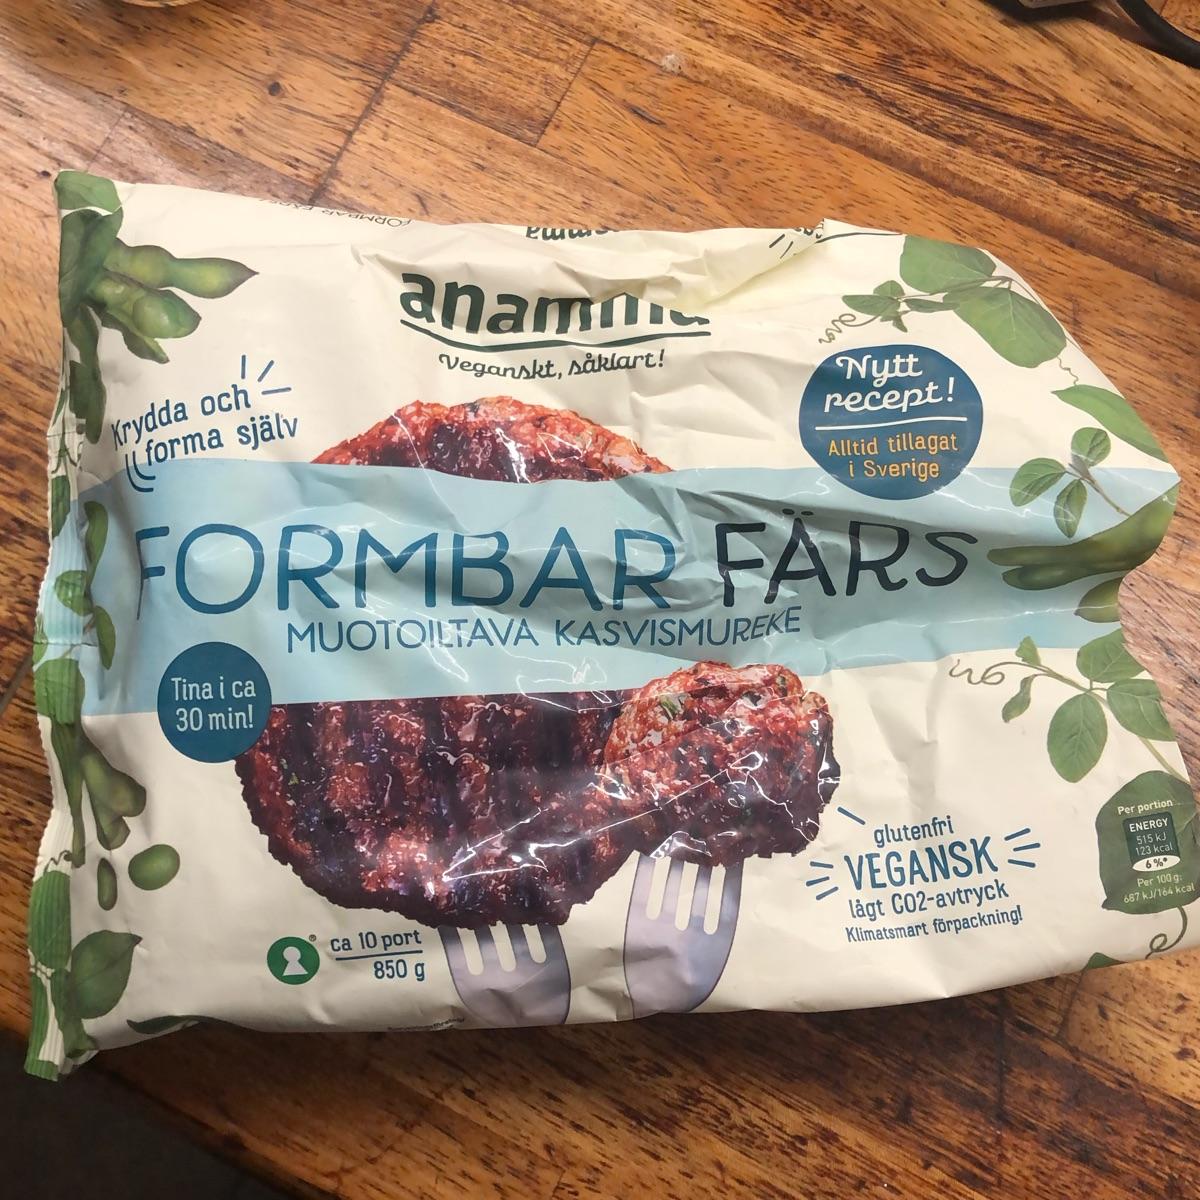 anamma
Veganskt, såklart!
Nytt
recept!
Alltid tillagat
i Sverige
Krydda och
forma själv
FORMBAR FÄRS
MUOTOILTAVA KASVISMUREKE
Tina i ca
30 min!
glutenfri
VEGANSK
lågt CO2-avtryck
Klimatsmart förpackning!
Per portion
ENERGY
515 kJ
123 kcal
6%*
Per 100 g:
687 kJ/164 kcal
ca 10 port
850 g